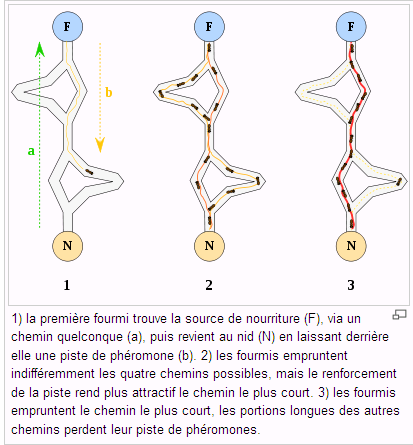 F F F
b
a
N N N
1 2 3
1) la première fourmi trouve la source de nourriture (F), via un
chemin quelconque (a), puis revient au nid (N) en laissant derrière
elle une piste de phéromone (b). 2) les fourmis empruntent
indifféremment les quatre chemins possibles, mais le renforcement
de la piste rend plus attractif le chemin le plus court. 3) les fourmis
empruntent le chemin le plus court, les portions longues des autres
chemins perdent leur piste de phéromones.